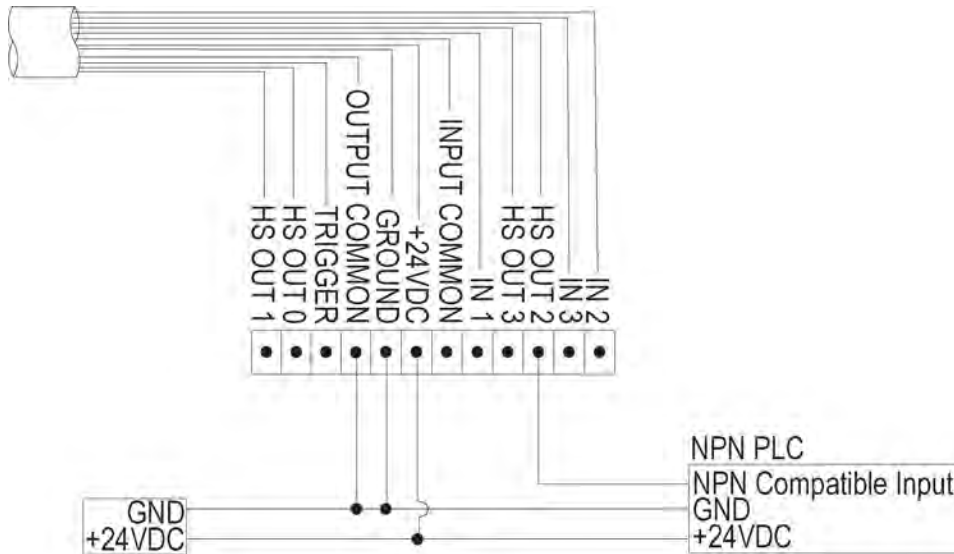 HS OUT 1
HS OUT 0
TRIGGER
OUTPUT COMMON
GROUND
+24VDC
INPUT COMMON
IN 1
HS OUT 3
HS OUT 2
IN 3
IN 2
NPN PLC
NPN Compatible Input
GND
+24VDC
GND
+24VDC